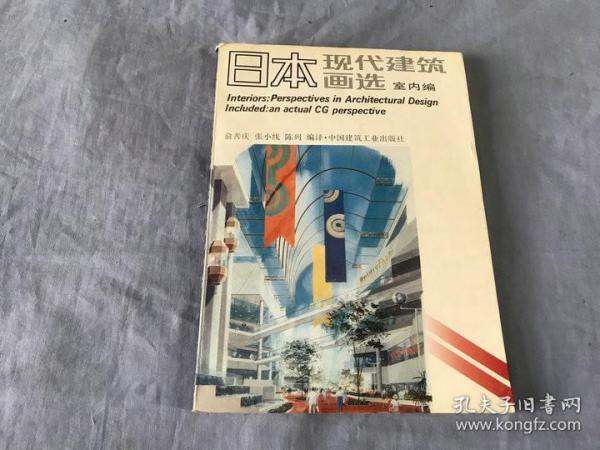 日本 现代建筑
画选 室内编
Interiors:Perspectives in Architectural Design
Included:an actual CG perspective
俞善庆 张小线 陈列 编译·中国建筑工业出版社
孔夫子旧书网
www.kongfz.com